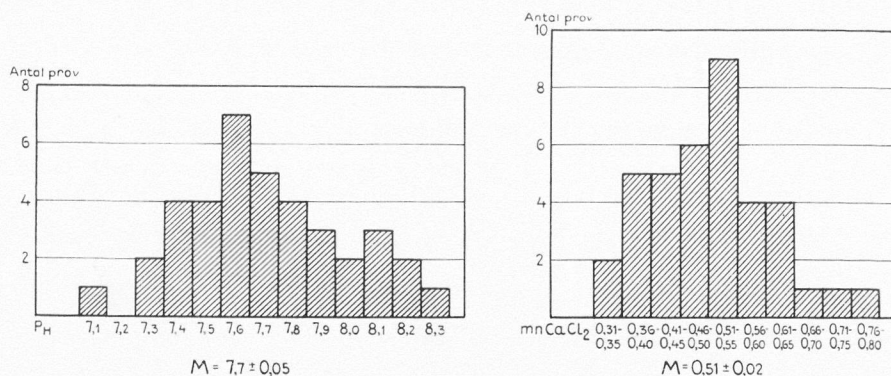 Antal prov
8
6
4
2
PH 7,1 7,2 7,3 7,4 7,5 7,6 7,7 7,8 7,9 8,0 8,1 8,2 8,3
M = 7,7 ± 0,05
Antal prov
10
8
6
4
2
mnCaCl2 0,31- 0,36- 0,41- 0,46- 0,51- 0,56- 0,61- 0,66- 0,71- 0,76-
0,35 0,40 0,45 0,50 0,55 0,60 0,65 0,70 0,75 0,80
M = 0,51 ± 0,02